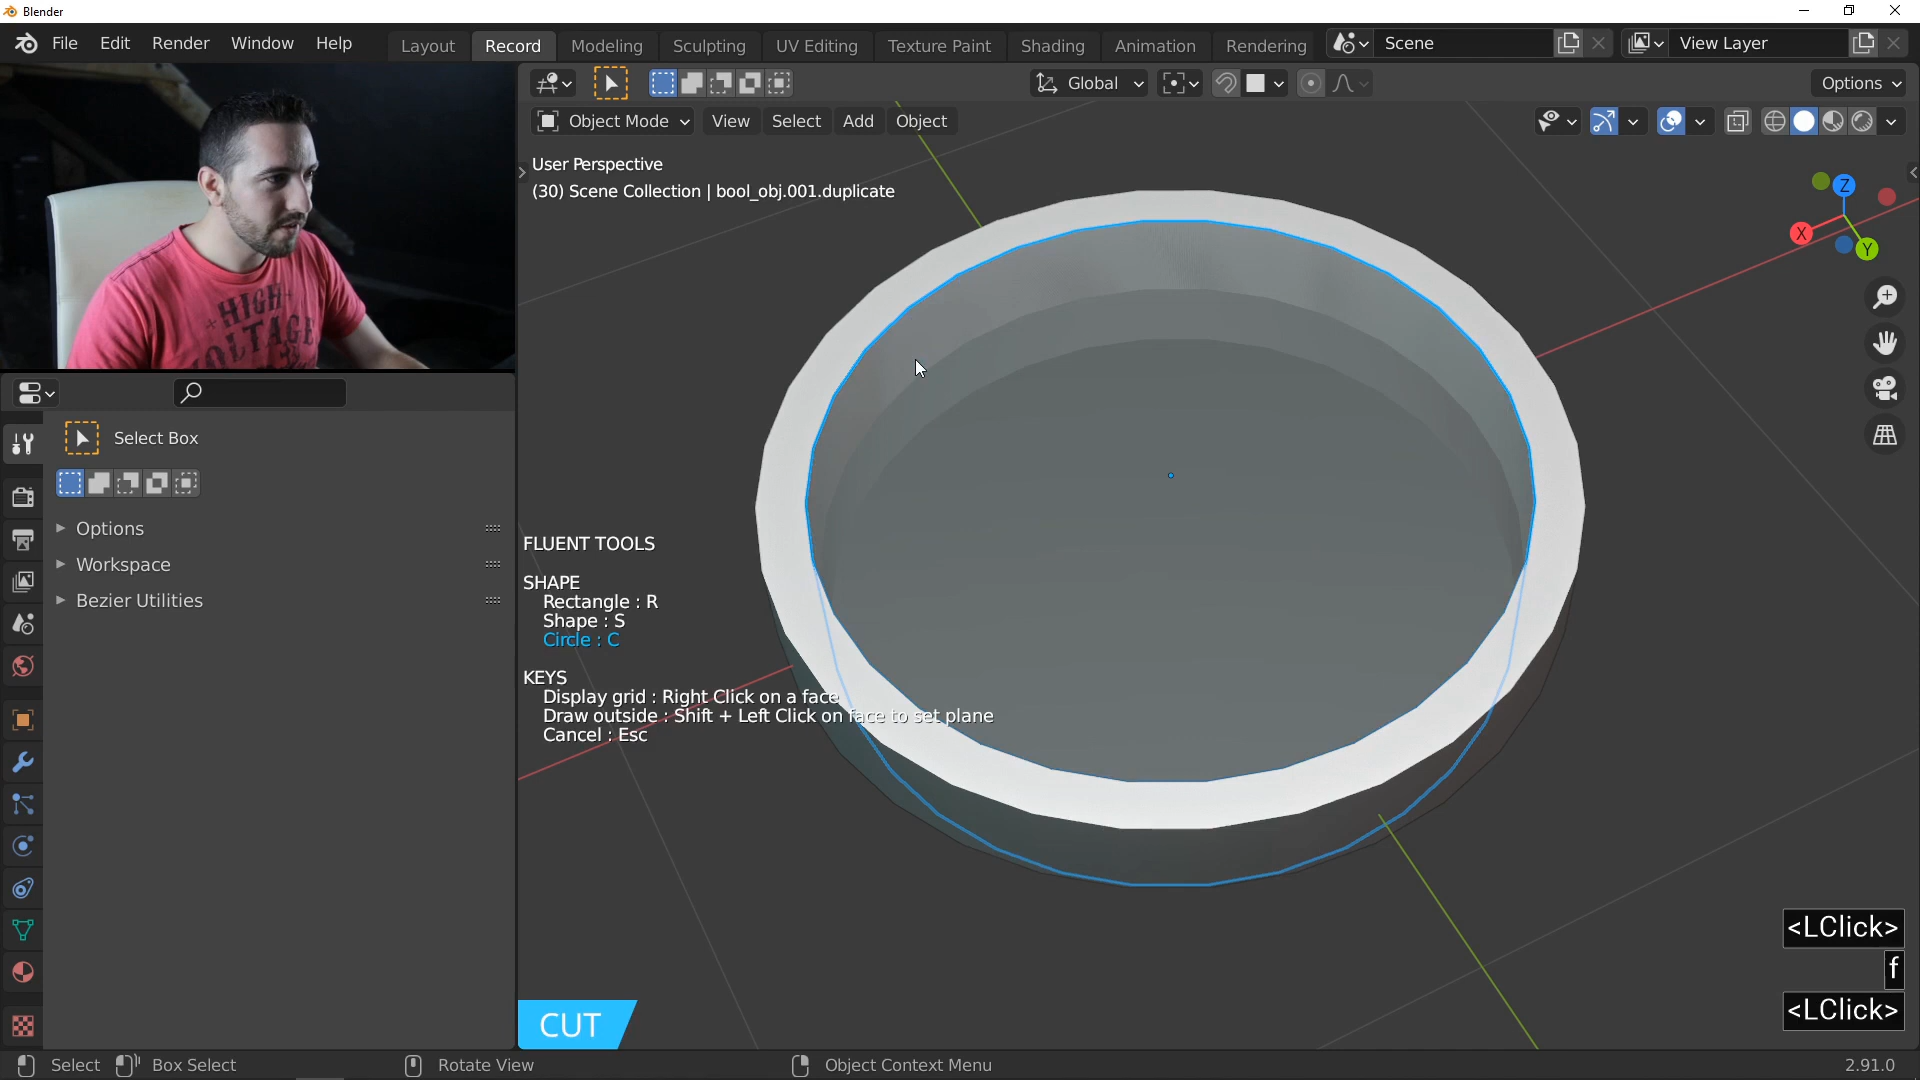 Blender
File Edit Render Window Help
Layout Record Modeling Sculpting UV Editing Texture Paint Shading Animation Rendering
Scene
View Layer
Global
Options
Object Mode View Select Add Object
User Perspective
(30) Scene Collection | bool_obj.001.duplicate
Z
X
Y
HIGH
VOLTAGE
Select Box
Options
Workspace
Bezier Utilities
FLUENT TOOLS
SHAPE
Rectangle : R
Shape : S
Circle : C
KEYS
Display grid : Right Click on a face
Draw outside : Shift + Left Click on face to set plane
Cancel : Esc
<LClick>
f
<LClick>
CUT
Select Box Select Rotate View Object Context Menu 2.91.0